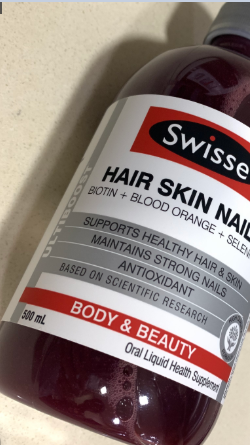 Swisse
HAIR SKIN NAIL
BIOTIN + BLOOD ORANGE + SELEN
ULTIBOOST
SUPPORTS HEALTHY HAIR & SKIN
MAINTAINS STRONG NAILS
ANTIOXIDANT
BASED ON SCIENTIFIC RESEARCH
BODY & BEAUTY
500 mL
Oral Liquid Health Supplement